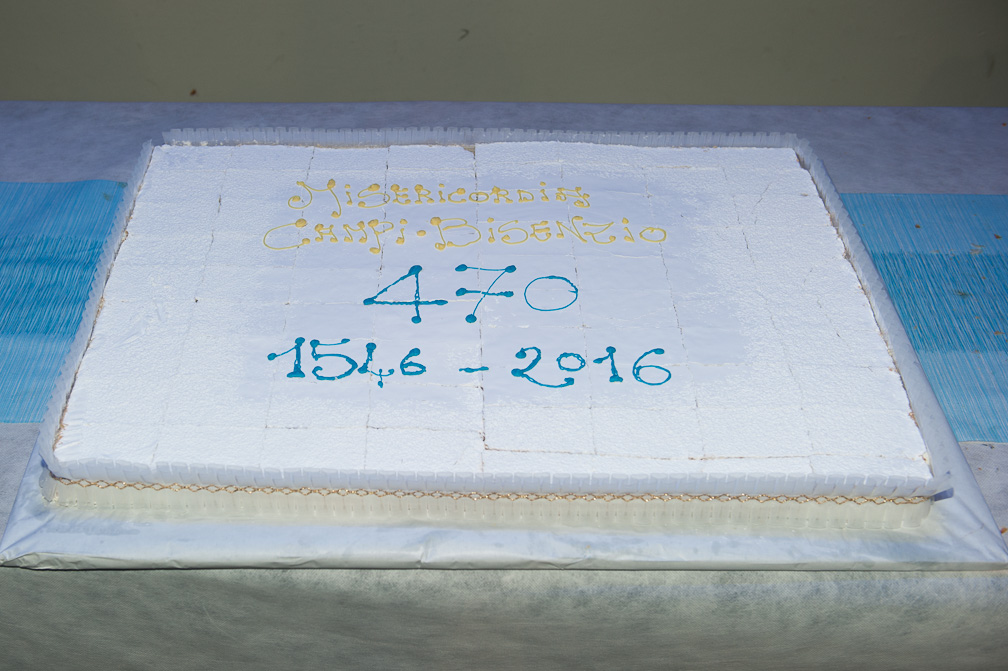 MiSERiCORDiA
CAMPi·BiSENZiO
470
1546 - 2016